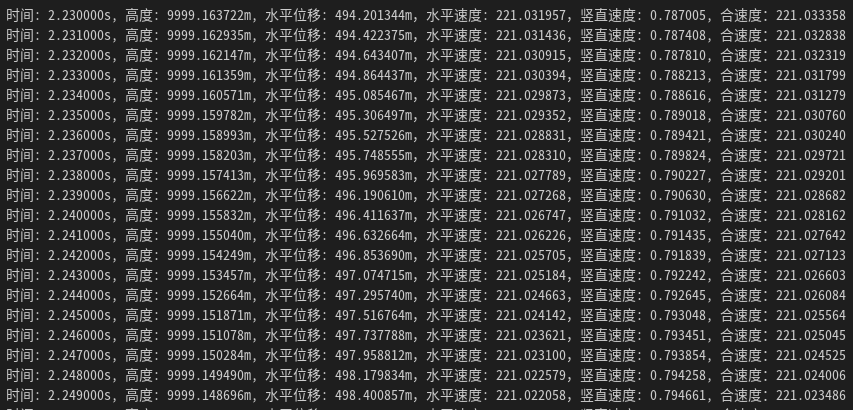 时间: 2.230000s, 高度: 9999.163722m, 水平位移: 494.201344m, 水平速度: 221.031957, 竖直速度: 0.787005, 合速度: 221.033358
时间: 2.231000s, 高度: 9999.162935m, 水平位移: 494.422375m, 水平速度: 221.031436, 竖直速度: 0.787408, 合速度: 221.032838
时间: 2.232000s, 高度: 9999.162147m, 水平位移: 494.643407m, 水平速度: 221.030915, 竖直速度: 0.787810, 合速度: 221.032319
时间: 2.233000s, 高度: 9999.161359m, 水平位移: 494.864437m, 水平速度: 221.030394, 竖直速度: 0.788213, 合速度: 221.031799
时间: 2.234000s, 高度: 9999.160571m, 水平位移: 495.085467m, 水平速度: 221.029873, 竖直速度: 0.788616, 合速度: 221.031279
时间: 2.235000s, 高度: 9999.159782m, 水平位移: 495.306497m, 水平速度: 221.029352, 竖直速度: 0.789018, 合速度: 221.030760
时间: 2.236000s, 高度: 9999.158993m, 水平位移: 495.527526m, 水平速度: 221.028831, 竖直速度: 0.789421, 合速度: 221.030240
时间: 2.237000s, 高度: 9999.158203m, 水平位移: 495.748555m, 水平速度: 221.028310, 竖直速度: 0.789824, 合速度: 221.029721
时间: 2.238000s, 高度: 9999.157413m, 水平位移: 495.969583m, 水平速度: 221.027789, 竖直速度: 0.790227, 合速度: 221.029201
时间: 2.239000s, 高度: 9999.156622m, 水平位移: 496.190610m, 水平速度: 221.027268, 竖直速度: 0.790630, 合速度: 221.028682
时间: 2.240000s, 高度: 9999.155832m, 水平位移: 496.411637m, 水平速度: 221.026747, 竖直速度: 0.791032, 合速度: 221.028162
时间: 2.241000s, 高度: 9999.155040m, 水平位移: 496.632664m, 水平速度: 221.026226, 竖直速度: 0.791435, 合速度: 221.027642
时间: 2.242000s, 高度: 9999.154249m, 水平位移: 496.853690m, 水平速度: 221.025705, 竖直速度: 0.791839, 合速度: 221.027123
时间: 2.243000s, 高度: 9999.153457m, 水平位移: 497.074715m, 水平速度: 221.025184, 竖直速度: 0.792242, 合速度: 221.026603
时间: 2.244000s, 高度: 9999.152664m, 水平位移: 497.295740m, 水平速度: 221.024663, 竖直速度: 0.792645, 合速度: 221.026084
时间: 2.245000s, 高度: 9999.151871m, 水平位移: 497.516764m, 水平速度: 221.024142, 竖直速度: 0.793048, 合速度: 221.025564
时间: 2.246000s, 高度: 9999.151078m, 水平位移: 497.737788m, 水平速度: 221.023621, 竖直速度: 0.793451, 合速度: 221.025045
时间: 2.247000s, 高度: 9999.150284m, 水平位移: 497.958812m, 水平速度: 221.023100, 竖直速度: 0.793854, 合速度: 221.024525
时间: 2.248000s, 高度: 9999.149490m, 水平位移: 498.179834m, 水平速度: 221.022579, 竖直速度: 0.794258, 合速度: 221.024006
时间: 2.249000s, 高度: 9999.148696m, 水平位移: 498.400857m, 水平速度: 221.022058, 竖直速度: 0.794661, 合速度: 221.023486